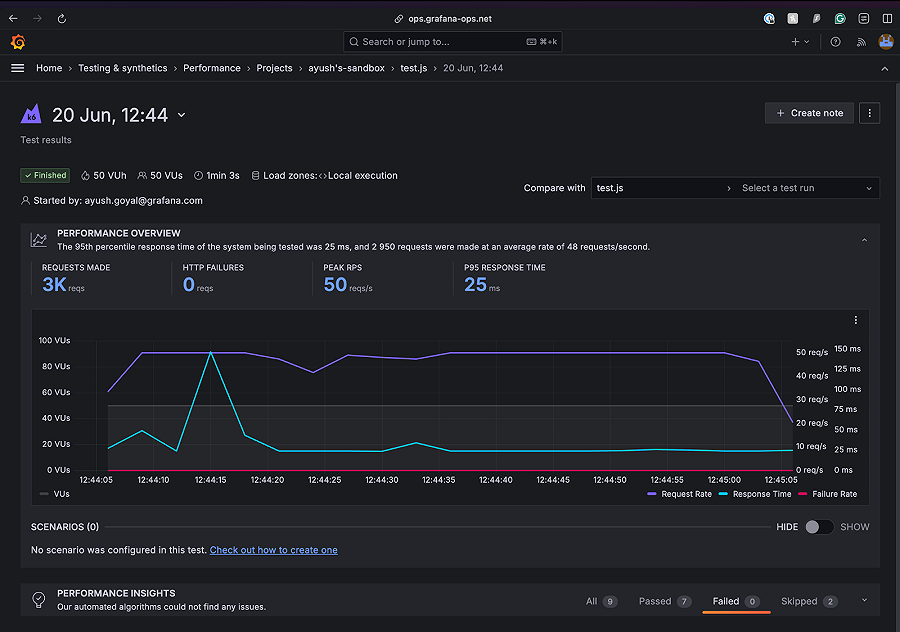 ops.grafana-ops.net
Search or jump to... ⌘+k
Home › Testing & synthetics › Performance › Projects › ayush's-sandbox › test.js › 20 Jun, 12:44
k6
20 Jun, 12:44
+ Create note
Test results
Finished 50 VUh 50 VUs 1min 3s Load zones: <> Local execution
Compare with test.js › Select a test run
Started by: ayush.goyal@grafana.com
PERFORMANCE OVERVIEW
The 95th percentile response time of the system being tested was 25 ms, and 2 950 requests were made at an average rate of 48 requests/second.
REQUESTS MADE HTTP FAILURES PEAK RPS P95 RESPONSE TIME
3K reqs 0 reqs 50 reqs/s 25 ms
100 VUs
80 VUs
60 VUs
40 VUs
20 VUs
0 VUs
50 req/s
40 req/s
30 req/s
20 req/s
10 req/s
0 req/s
150 ms
125 ms
100 ms
75 ms
50 ms
25 ms
0 ms
12:44:05 12:44:10 12:44:15 12:44:20 12:44:25 12:44:30 12:44:35 12:44:40 12:44:45 12:44:50 12:44:55 12:45:00 12:45:05
VUs Request Rate Response Time Failure Rate
SCENARIOS (0) HIDE SHOW
No scenario was configured in this test. Check out how to create one
PERFORMANCE INSIGHTS
Our automated algorithms could not find any issues.
All 9 Passed 7 Failed 0 Skipped 2